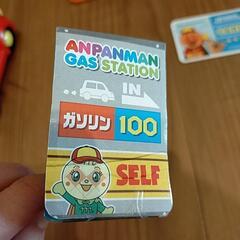 ANPANMAN
GAS STATION
IN
ガソリン 100
SELF